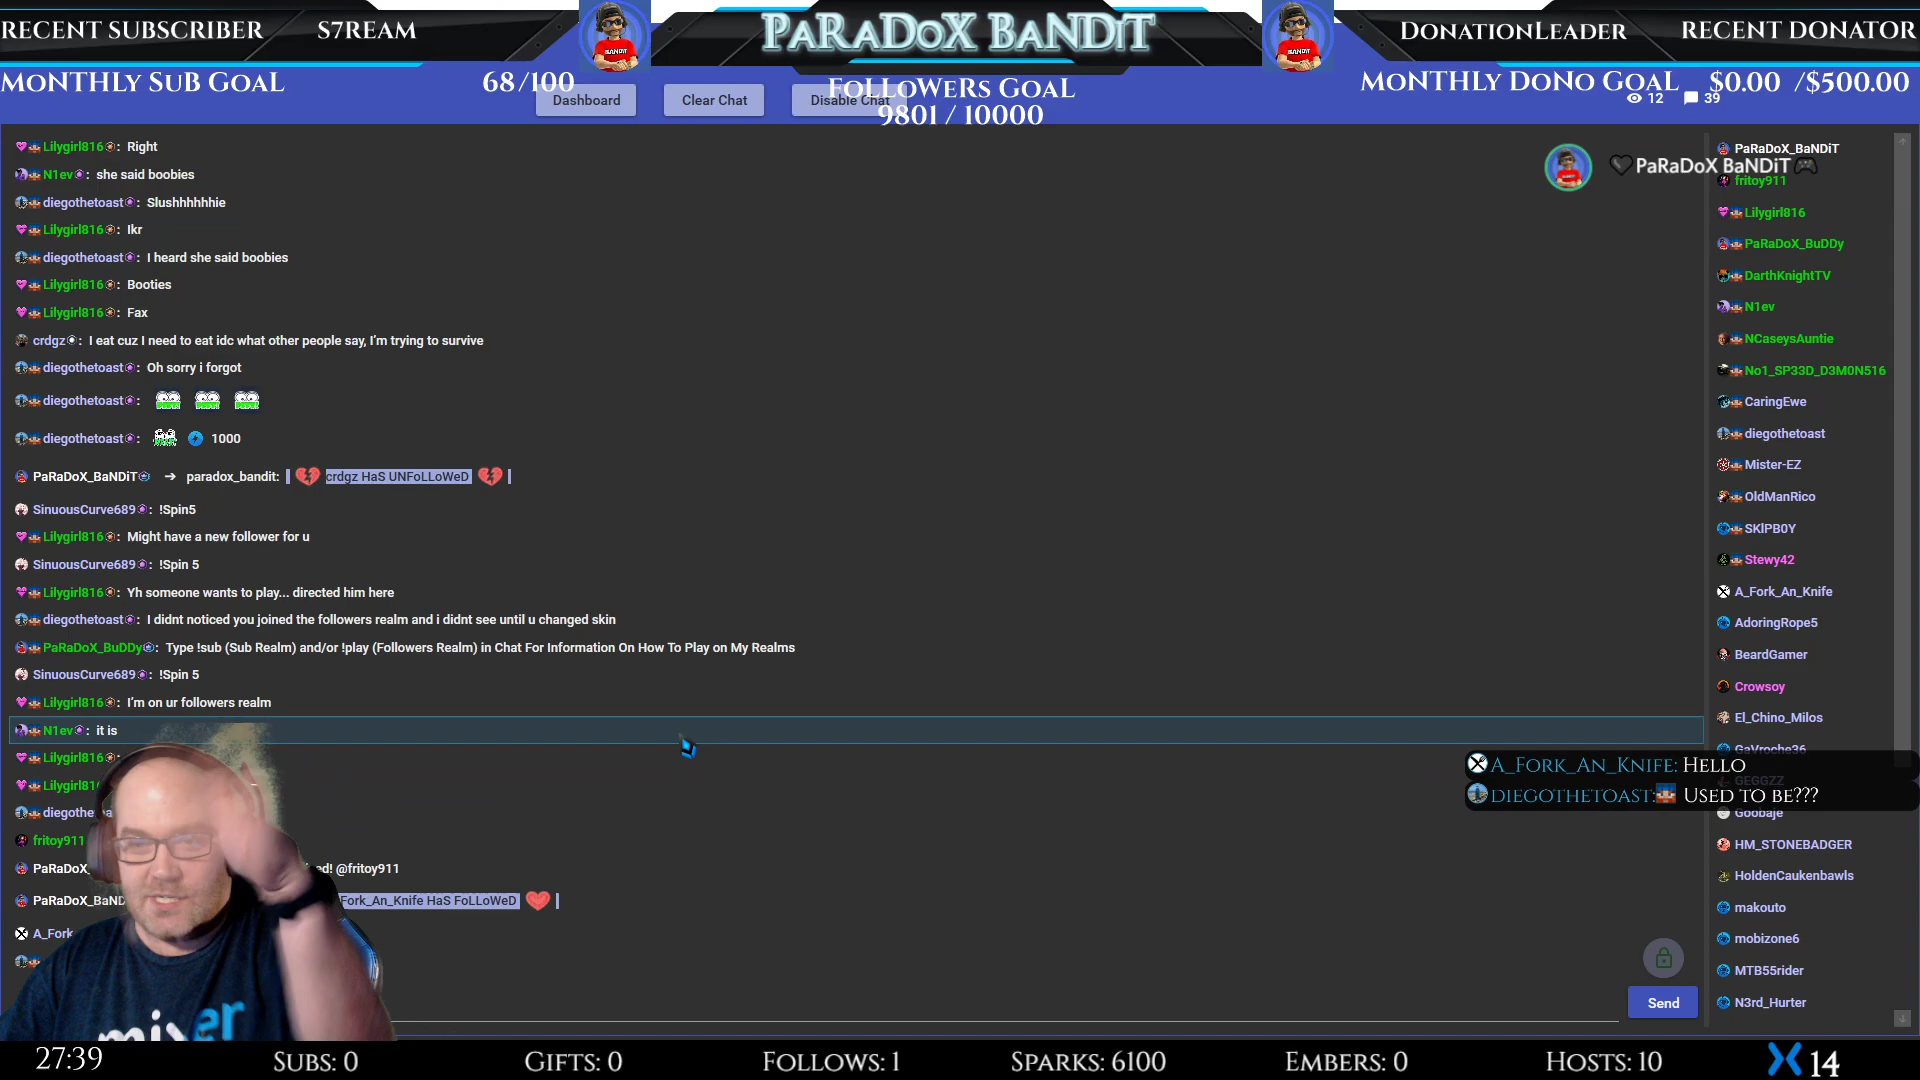 RECENT SUBSCRIBER
S7REAM
BANDIT
PaRaDoX BaNDiT
BANDIT
DonationLeader
RECENT DONATOR
Monthly Sub Goal
68/100
FoLLoWeRs Goal
9801 / 10000
Monthly DoNo Goal
$0.00 /$500.00
Dashboard
Clear Chat
Disable Chat
12
39
Lilygirl816: Right
N1ev: she said boobies
diegothetoast: Slushhhhhhie
Lilygirl816: Ikr
diegothetoast: I heard she said boobies
Lilygirl816: Booties
Lilygirl816: Fax
crdgz: I eat cuz I need to eat idc what other people say, I'm trying to survive
diegothetoast: Oh sorry i forgot
diegothetoast:
diegothetoast: 1000
PaRaDoX_BaNDiT → paradox_bandit: | crdgz HaS UNFoLLoWeD |
SinuousCurve689: !Spin5
Lilygirl816: Might have a new follower for u
SinuousCurve689: !Spin 5
Lilygirl816: Yh someone wants to play... directed him here
diegothetoast: I didnt noticed you joined the followers realm and i didnt see until u changed skin
PaRaDoX_BuDDy: Type !sub (Sub Realm) and/or !play (Followers Realm) in Chat For Information On How To Play on My Realms
SinuousCurve689: !Spin 5
Lilygirl816: I'm on ur followers realm
N1ev: it is
Lilygirl816:
fritoy911
@fritoy911
Fork_An_Knife HaS FoLLoWeD |
mixer
PaRaDoX_BaNDiT
PaRaDoX BaNDiT
fritoy911
Lilygirl816
PaRaDoX_BuDDy
DarthKnightTV
N1ev
NCaseysAuntie
No1_SP33D_D3M0N516
CaringEwe
diegothetoast
Mister-EZ
OldManRico
SKlPB0Y
Stewy42
A_Fork_An_Knife
AdoringRope5
BeardGamer
Crowsoy
El_Chino_Milos
GaVroche36
A_Fork_An_Knife: Hello
GEGGZZ
diegothetoast: Used to be???
Goobaje
HM_STONEBADGER
HoldenCaukenbawls
makouto
mobizone6
MTB55rider
N3rd_Hurter
Send
27:39
Subs: 0
Gifts: 0
Follows: 1
Sparks: 6100
Embers: 0
Hosts: 10
14